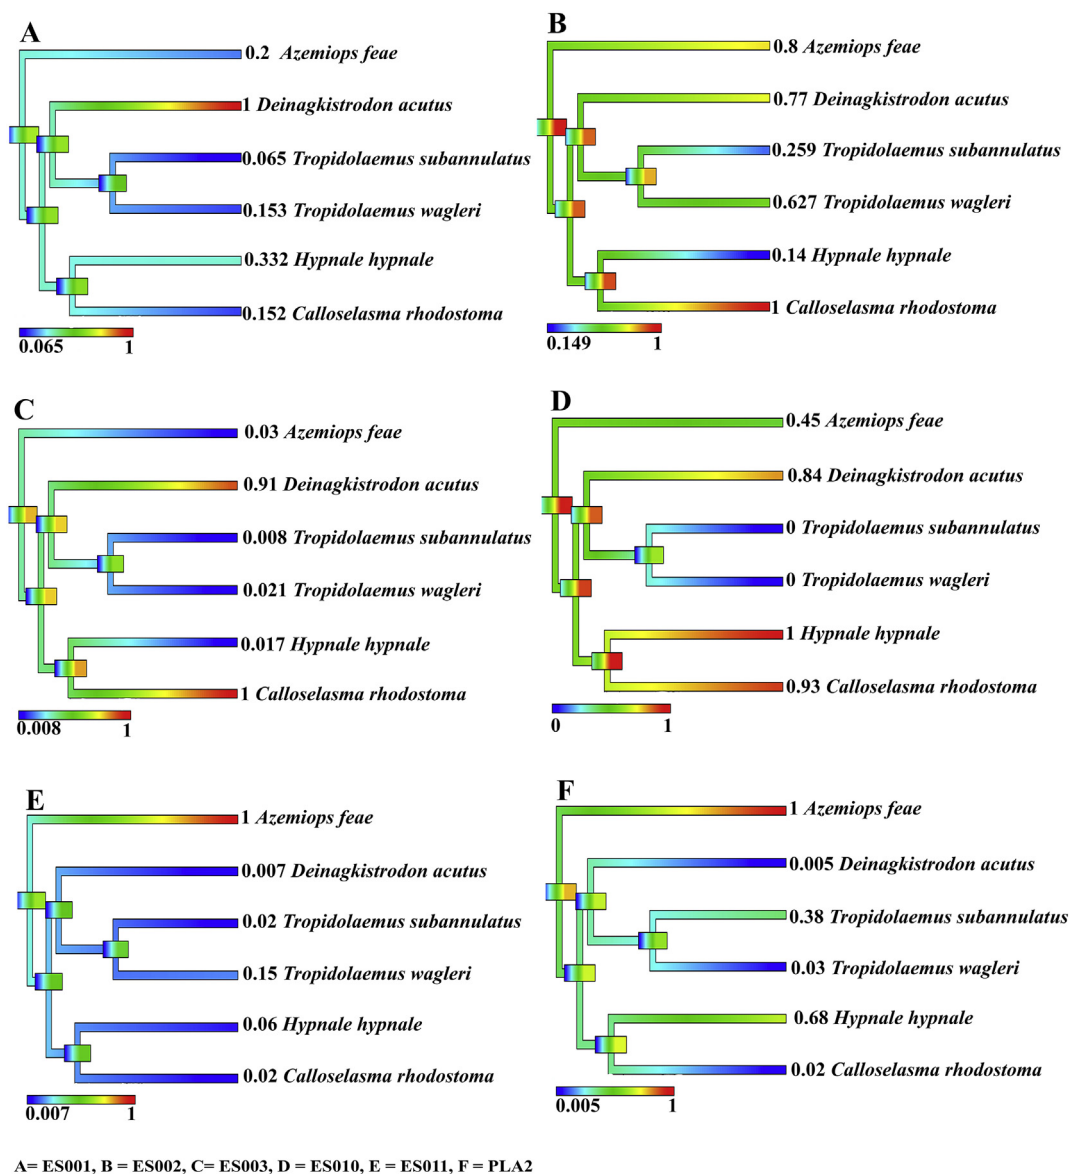 A
0.2 Azemiops feae
1 Deinagkistrodon acutus
0.065 Tropidolaemus subannulatus
0.153 Tropidolaemus wagleri
0.332 Hypnale hypnale
0.152 Calloselasma rhodostoma
0.065 1
B
0.8 Azemiops feae
0.77 Deinagkistrodon acutus
0.259 Tropidolaemus subannulatus
0.627 Tropidolaemus wagleri
0.14 Hypnale hypnale
1 Calloselasma rhodostoma
0.149 1
C
0.03 Azemiops feae
0.91 Deinagkistrodon acutus
0.008 Tropidolaemus subannulatus
0.021 Tropidolaemus wagleri
0.017 Hypnale hypnale
1 Calloselasma rhodostoma
0.008 1
D
0.45 Azemiops feae
0.84 Deinagkistrodon acutus
0 Tropidolaemus subannulatus
0 Tropidolaemus wagleri
1 Hypnale hypnale
0.93 Calloselasma rhodostoma
0 1
E
1 Azemiops feae
0.007 Deinagkistrodon acutus
0.02 Tropidolaemus subannulatus
0.15 Tropidolaemus wagleri
0.06 Hypnale hypnale
0.02 Calloselasma rhodostoma
0.007 1
F
1 Azemiops feae
0.005 Deinagkistrodon acutus
0.38 Tropidolaemus subannulatus
0.03 Tropidolaemus wagleri
0.68 Hypnale hypnale
0.02 Calloselasma rhodostoma
0.005 1
A= ES001, B = ES002, C= ES003, D = ES010, E = ES011, F = PLA2